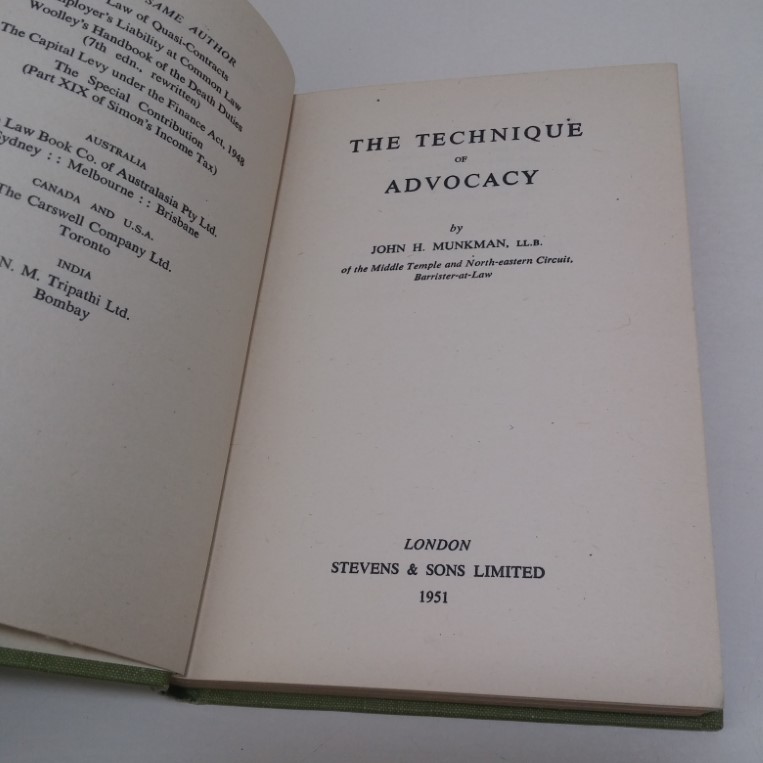 SAME AUTHOR
Law of Quasi-Contracts
Liability at Common Law
Woolley's Handbook of the Death Duties
(7th edn., rewritten)
The Capital Levy under the Finance Act, 1948
The Special Contribution
(Part XIX of Simon's Income Tax)
AUSTRALIA
Law Book Co. of Australasia Pty Ltd.
Sydney : : Melbourne : : Brisbane
CANADA AND U.S.A.
The Carswell Company Ltd.
Toronto
INDIA
N. M. Tripathi Ltd.
Bombay
THE TECHNIQUE
OF
ADVOCACY
by
JOHN H. MUNKMAN, LL.B.
of the Middle Temple and North-eastern Circuit,
Barrister-at-Law
LONDON
STEVENS & SONS LIMITED
1951